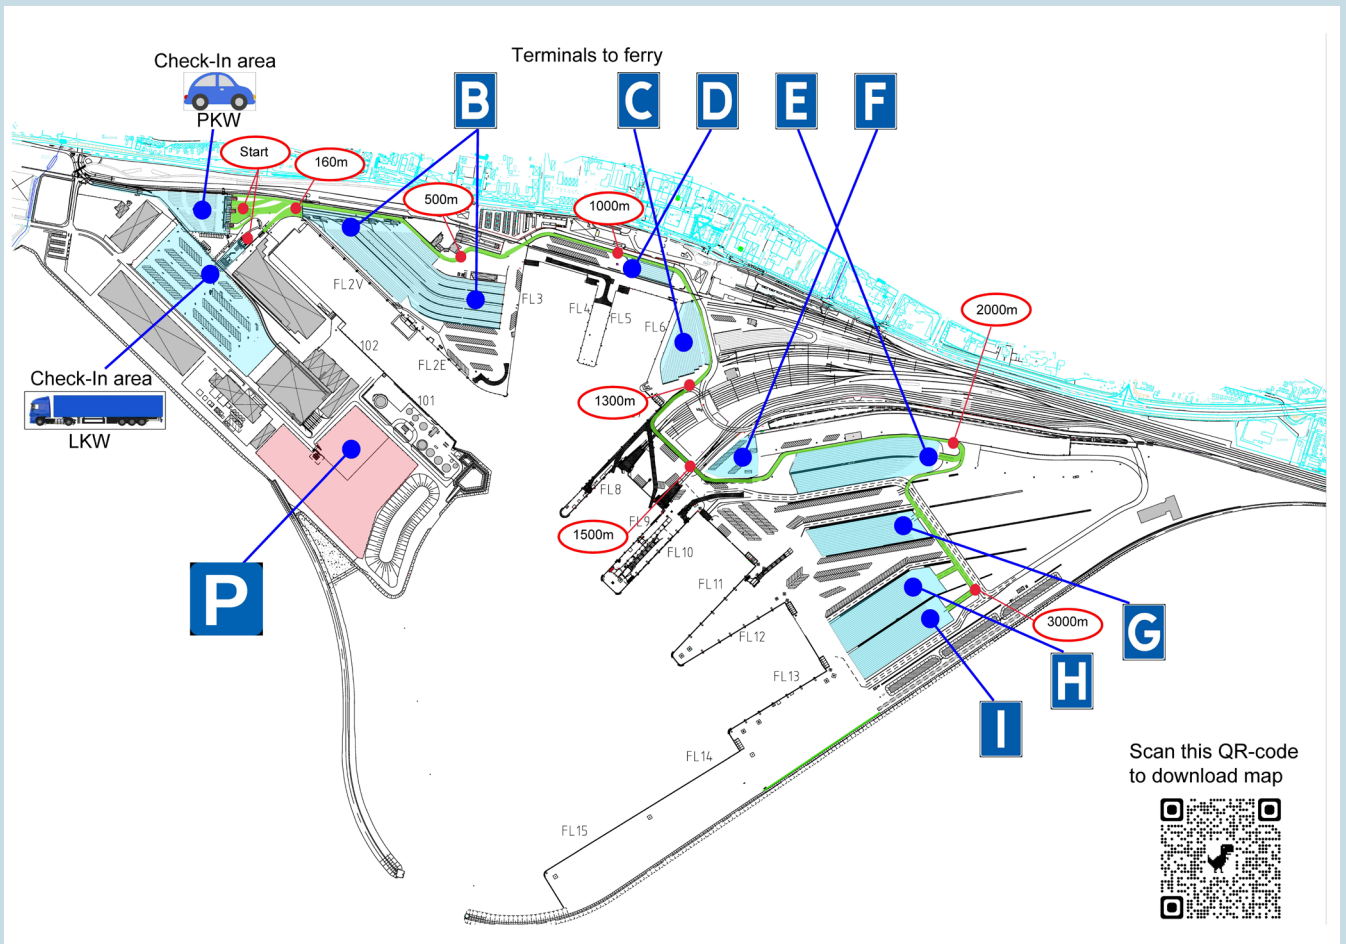 Terminals to ferry
Check-In area
PKW
B
C
D
E
F
Start
160m
500m
1000m
FL2V
FL3
FL4
FL5
FL6
2000m
102
FL2E
Check-In area
LKW
101
1300m
FL8
FL9
1500m
FL10
FL11
P
FL12
3000m
G
FL13
H
I
FL14
Scan this QR-code
to download map
FL15